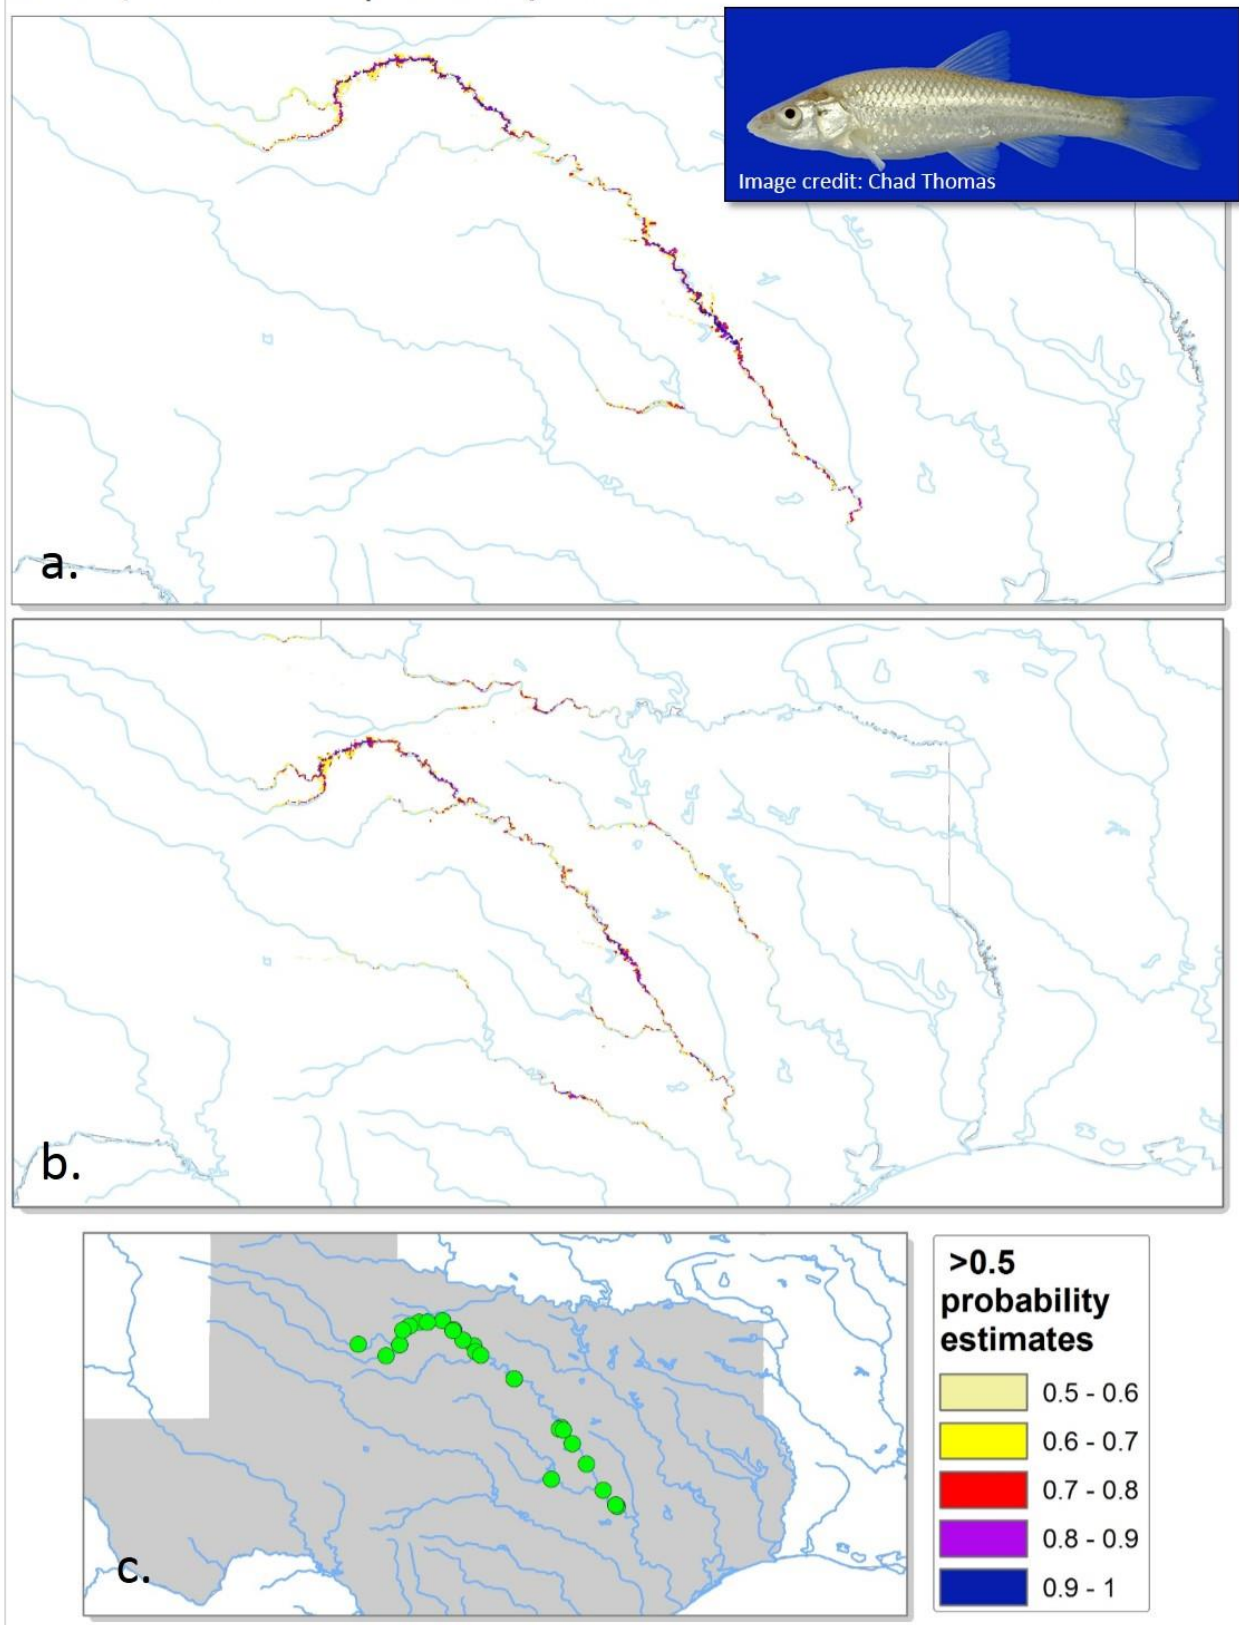 Image credit: Chad Thomas
a.
b.
c.
>0.5
probability
estimates
0.5 - 0.6
0.6 - 0.7
0.7 - 0.8
0.8 - 0.9
0.9 - 1